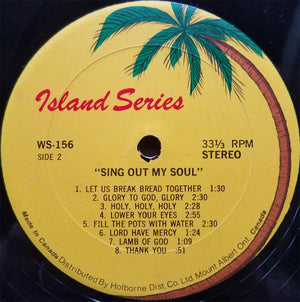 Island Series
WS-156
33⅓ RPM
SIDE 2
STEREO
"SING OUT MY SOUL"
1. LET US BREAK BREAD TOGETHER 1:30
2. GLORY TO GOD, GLORY 2:30
3. HOLY, HOLY, HOLY 2:28
4. LOWER YOUR EYES 2:55
5. FILL THE POTS WITH WATER 2:30
6. LORD HAVE MERCY 1:24
7. LAMB OF GOD 1:09
8. THANK YOU .51
Made in Canada Distributed By Holborne Dist. Co. Ltd. Mount Albert Ont. Canada